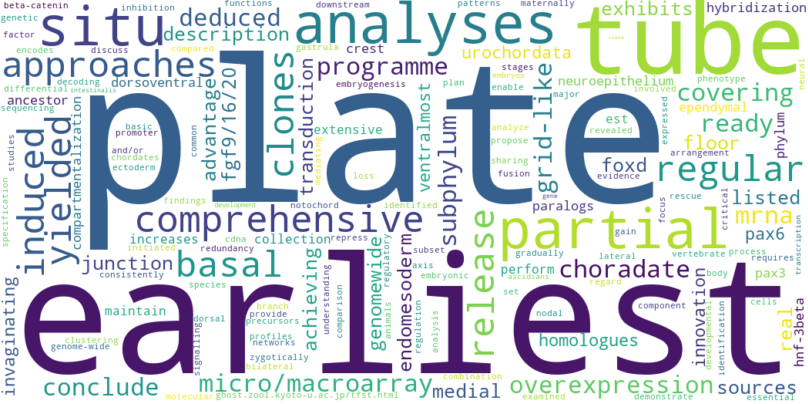 beta-catenin inhibition downstream maternally
functions patterns
genetic factor situ deduced analyses tube exhibits hybridization
encodes discuss description compared gastrula
approaches crest programme urochordata neuroepithelium phenotype neural
decoding dorsoventral embryogenesis stages embryos involved covering
differential intestinalis ancestor fgf9/16/20 clones transduction plan enable ependymal
sequencing advantage extensive ventralmost grid-like major est ready phylum
basic promoter plate analyze revealed floor
and/or common mediating propose expressed
studies chordates loss sharing foxd arrangement
ectoderm evidence fusion regular
induced yielded compartmentalization findings notochord identified subphylum paralogs rescue critical listed
specification development comprehensive gene focus gain mrna
initiated increases cdna repress partial pax6 transcription
junction redundancy collection subset gradually vertebrate process
consistently basal achieving understanding genomewide regulatory endomesoderm axis release ascidians lateral requires pax3
species comparison embryonic perform choradate body innovation
invaginating maintain dorsal animals regulation set regard cells real hnf-3beta
branch provide earliest nodal component developmental identification
genome-wide precursors profiles homologues
clustering signallings networks analysis
conclude zygotically micro/macroarray medial combination overexpression sources
bilateral molecular ghost.zool.kyoto-u.ac.jp/tfst.html examined demonstrate essential